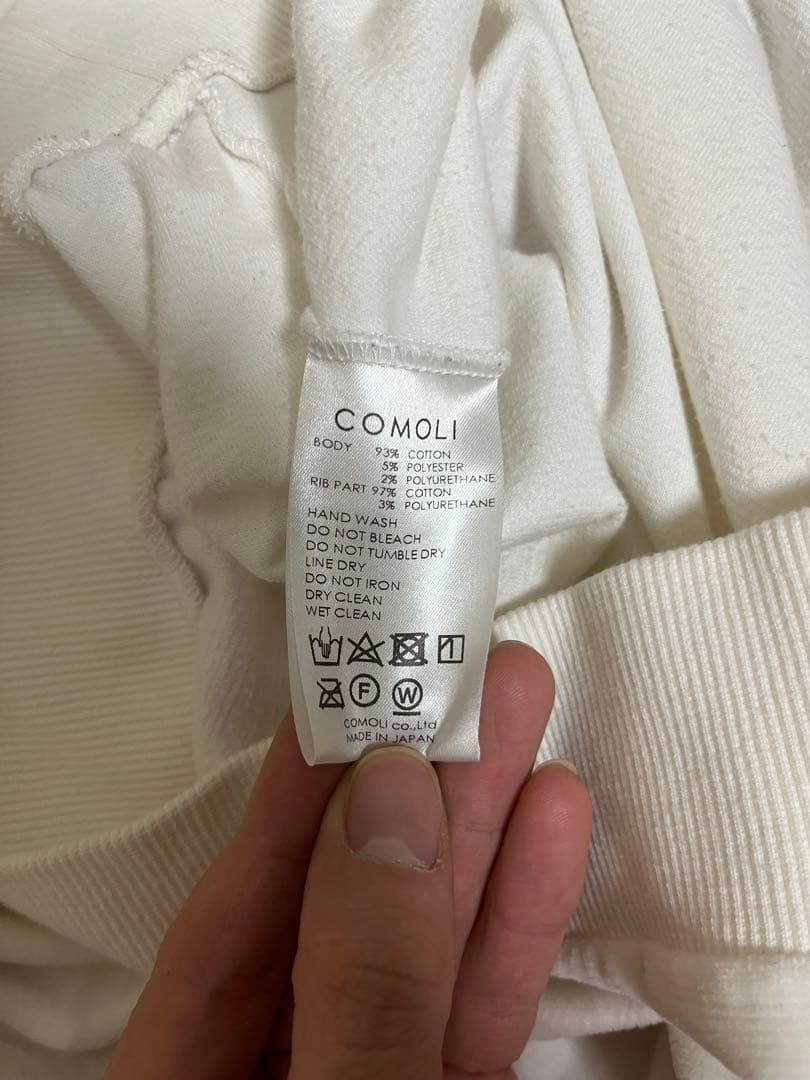 COMOLI
BODY 93% COTTON
5% POLYESTER
2% POLYURETHANE
RIB PART 97% COTTON
3% POLYURETHANE
HAND WASH
DO NOT BLEACH
DO NOT TUMBLE DRY
LINE DRY
DO NOT IRON
DRY CLEAN
WET CLEAN
F W
COMOLI co.,Ltd
MADE IN JAPAN